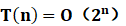 T(n) = O (2ⁿ)